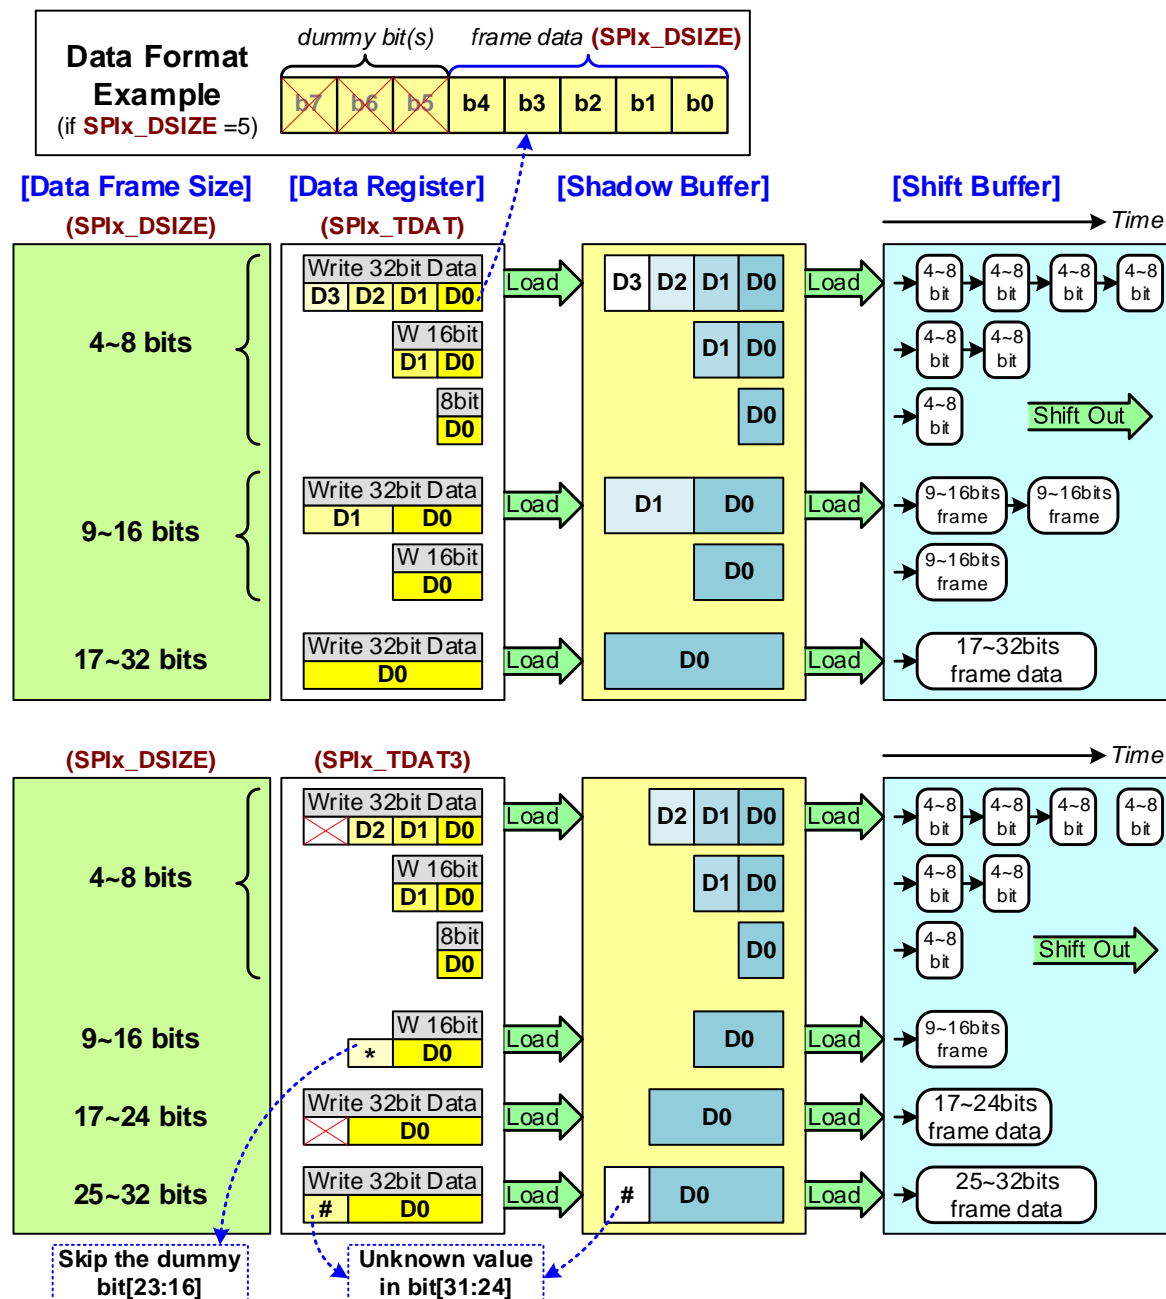 Data Format
Example
(if SPIx_DSIZE =5)
dummy bit(s)
frame data (SPIx_DSIZE)
b7 b6 b5 b4 b3 b2 b1 b0
[Data Frame Size] [Data Register] [Shadow Buffer] [Shift Buffer]
(SPIx_DSIZE) (SPIx_TDAT) Time
4~8 bits
Write 32bit Data
D3 D2 D1 D0
Load
D3 D2 D1 D0
Load
4~8 4~8 4~8 4~8
bit bit bit bit
W 16bit
D1 D0
D1 D0
4~8 4~8
bit bit
8bit
D0
D0
4~8
bit
Shift Out
9~16 bits
Write 32bit Data
D1 D0
Load
D1 D0
Load
9~16bits 9~16bits
frame frame
W 16bit
D0
D0
9~16bits
frame
17~32 bits
Write 32bit Data
D0
Load
D0
Load
17~32bits
frame data
(SPIx_DSIZE) (SPIx_TDAT3) Time
4~8 bits
Write 32bit Data
D2 D1 D0
Load
D2 D1 D0
Load
4~8 4~8 4~8 4~8
bit bit bit bit
W 16bit
D1 D0
D1 D0
4~8 4~8
bit bit
8bit
D0
D0
4~8
bit
Shift Out
9~16 bits
W 16bit
* D0
Load
D0
Load
9~16bits
frame
17~24 bits
Write 32bit Data
D0
Load
D0
Load
17~24bits
frame data
25~32 bits
Write 32bit Data
# D0
Load
# D0
Load
25~32bits
frame data
Skip the dummy
bit[23:16]
Unknown value
in bit[31:24]